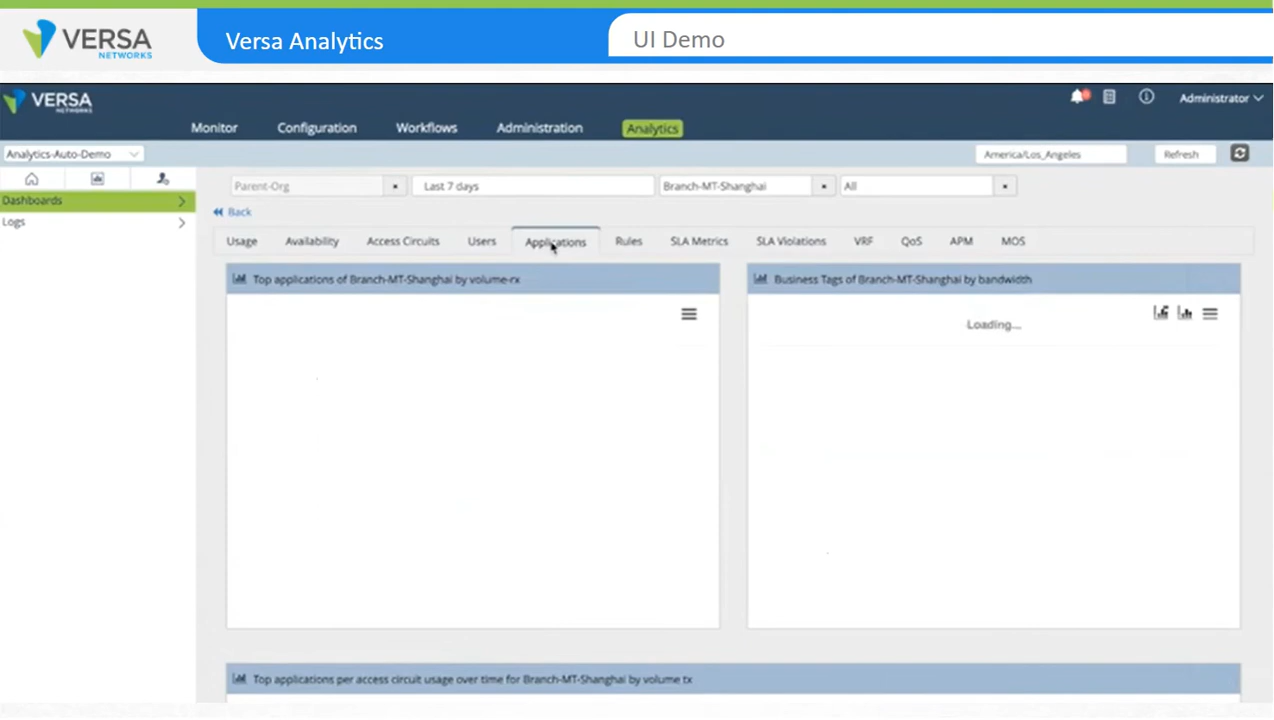 VERSA
NETWORKS
Versa Analytics
UI Demo
VERSA
NETWORKS
Administrator
Monitor
Configuration
Workflows
Administration
Analytics
Analytics-Auto-Demo
America/Los_Angeles
Refresh
Dashboards
Logs
Parent-Org
Last 7 days
Branch-MT-Shanghai
All
Back
Usage
Availability
Access Circuits
Users
Applications
Rules
SLA Metrics
SLA Violations
VRF
QoS
APM
MOS
Top applications of Branch-MT-Shanghai by volume-rx
Business Tags of Branch-MT-Shanghai by bandwidth
Loading...
Top applications per access circuit usage over time for Branch-MT-Shanghai by volume tx